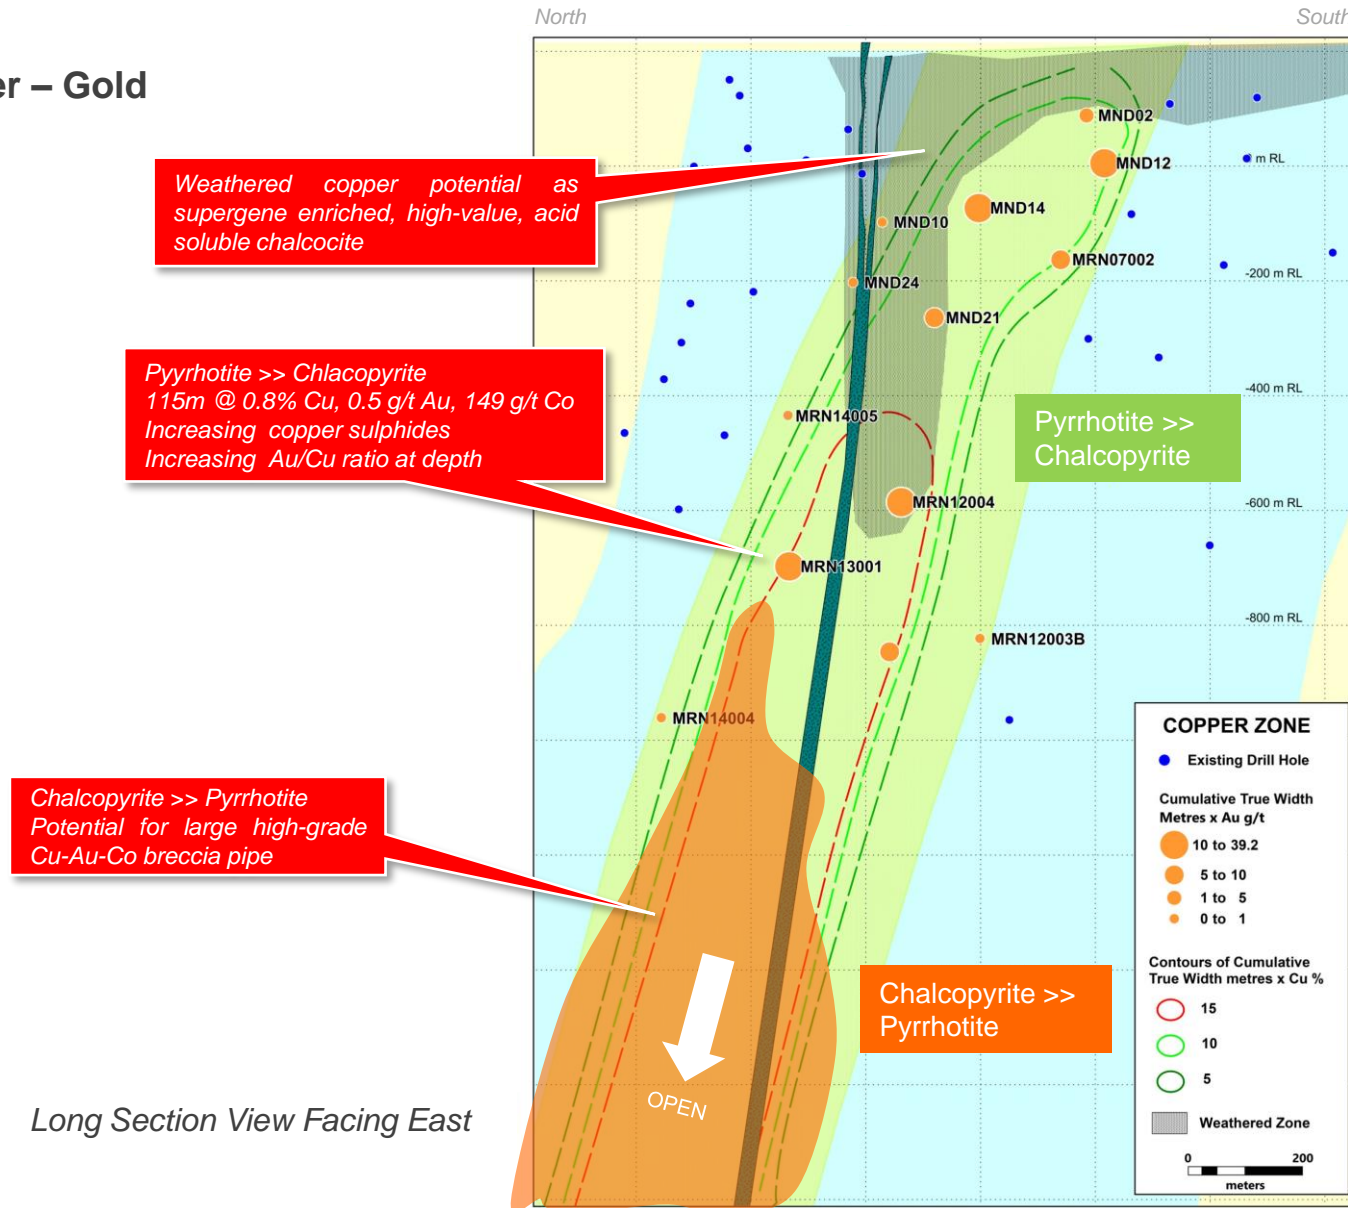 North
South
er – Gold
Weathered copper potential as
supergene enriched, high-value, acid
soluble chalcocite
MND02
MND12
m RL
MND14
MND10
MRN07002
MND24
-200 m RL
MND21
Pyyrhotite >> Chlacopyrite
115m @ 0.8% Cu, 0.5 g/t Au, 149 g/t Co
Increasing copper sulphides
Increasing Au/Cu ratio at depth
-400 m RL
MRN14005
Pyrrhotite >>
Chalcopyrite
MRN12004
-600 m RL
MRN13001
-800 m RL
MRN12003B
MRN14004
Chalcopyrite >> Pyrrhotite
Potential for large high-grade
Cu-Au-Co breccia pipe
Chalcopyrite >>
Pyrrhotite
OPEN
Long Section View Facing East
COPPER ZONE
Existing Drill Hole
Cumulative True Width
Metres x Au g/t
10 to 39.2
5 to 10
1 to 5
0 to 1
Contours of Cumulative
True Width metres x Cu %
15
10
5
Weathered Zone
0 200
meters